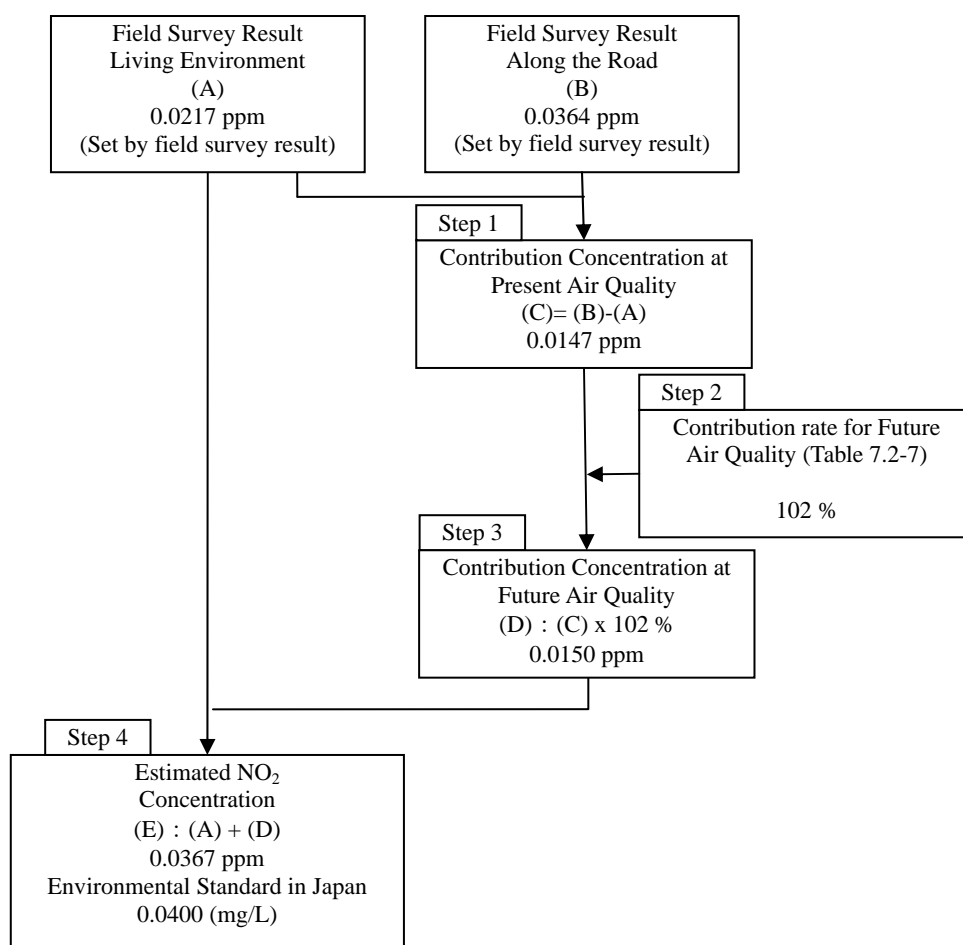 Field Survey Result
Living Environment
(A)
0.0217 ppm
(Set by field survey result)
Field Survey Result
Along the Road
(B)
0.0364 ppm
(Set by field survey result)
Step 1
Contribution Concentration at
Present Air Quality
(C)= (B)-(A)
0.0147 ppm
Step 2
Contribution rate for Future
Air Quality (Table 7.2-7)
102 %
Step 3
Contribution Concentration at
Future Air Quality
(D) : (C) x 102 %
0.0150 ppm
Step 4
Estimated NO₂
Concentration
(E) : (A) + (D)
0.0367 ppm
Environmental Standard in Japan
0.0400 (mg/L)